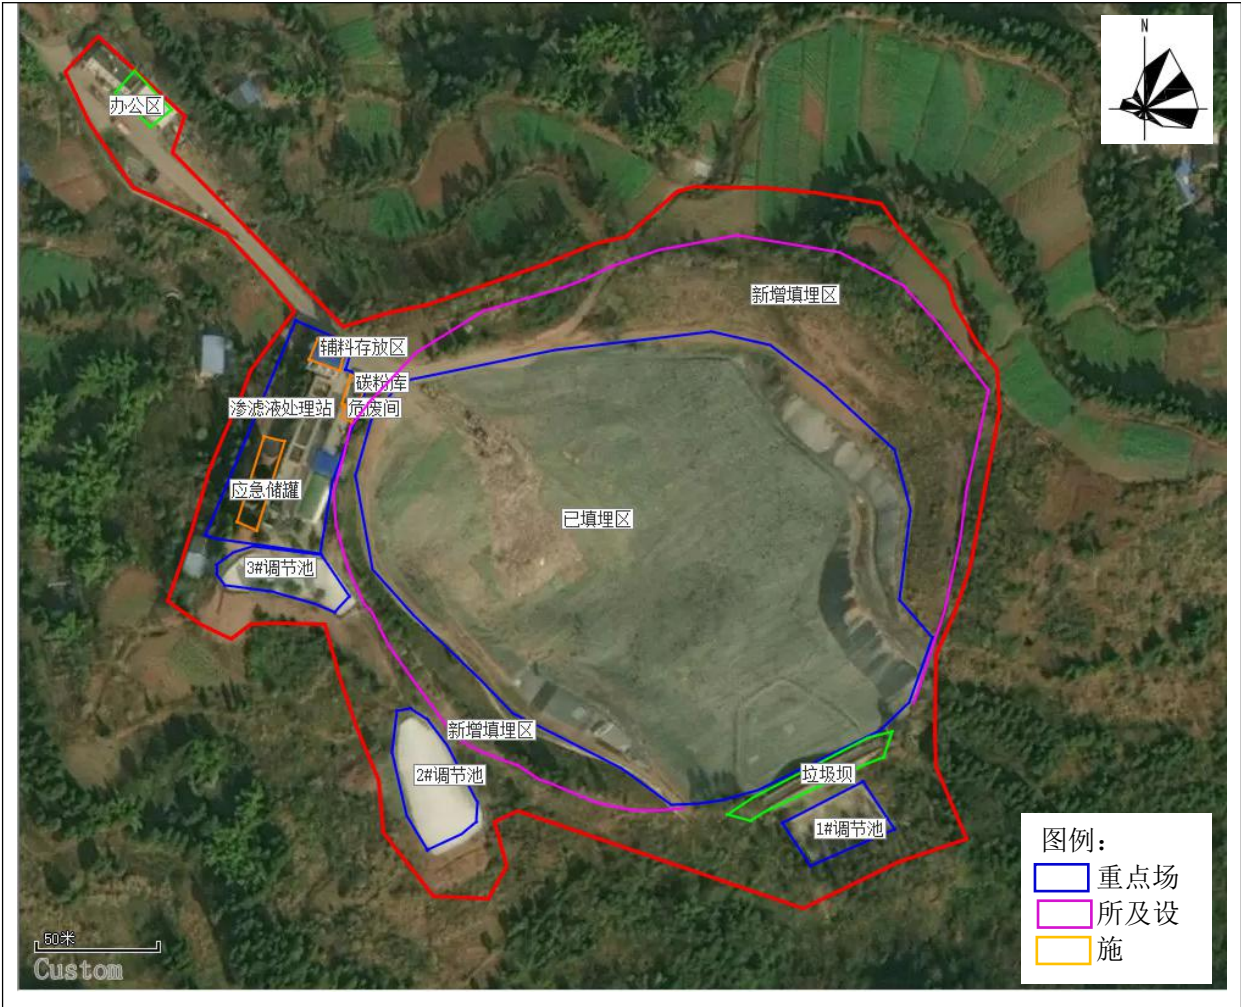 N
办公区
新增填埋区
辅料存放区
碳粉库
渗滤液处理站
危废间
应急储罐
已填埋区
3#调节池
新增填埋区
2#调节池
垃圾坝
1#调节池
图例：
重点场
所及设
施
50米
Custom